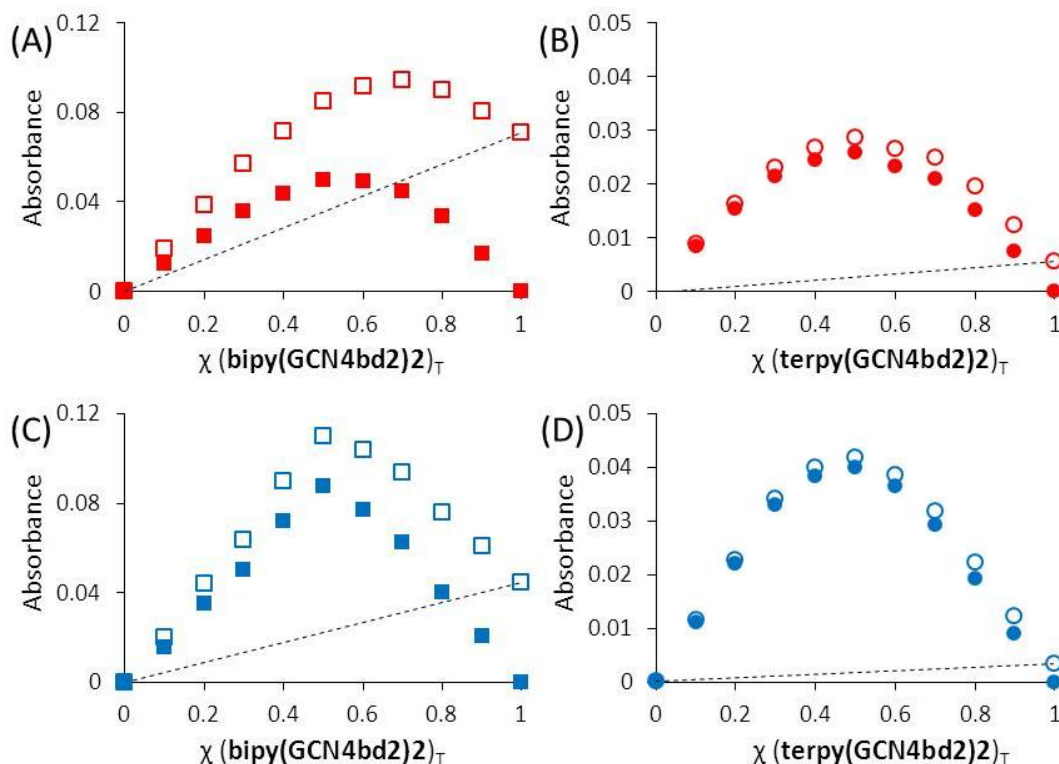 (A)
Absorbance
0.12
0.08
0.04
0
0 0.2 0.4 0.6 0.8 1
χ (bipy(GCN4bd2)2)T
(B)
Absorbance
0.05
0.04
0.03
0.02
0.01
0
0 0.2 0.4 0.6 0.8 1
χ (terpy(GCN4bd2)2)T
(C)
Absorbance
0.12
0.08
0.04
0
0 0.2 0.4 0.6 0.8 1
χ (bipy(GCN4bd2)2)T
(D)
Absorbance
0.05
0.04
0.03
0.02
0.01
0
0 0.2 0.4 0.6 0.8 1
χ (terpy(GCN4bd2)2)T